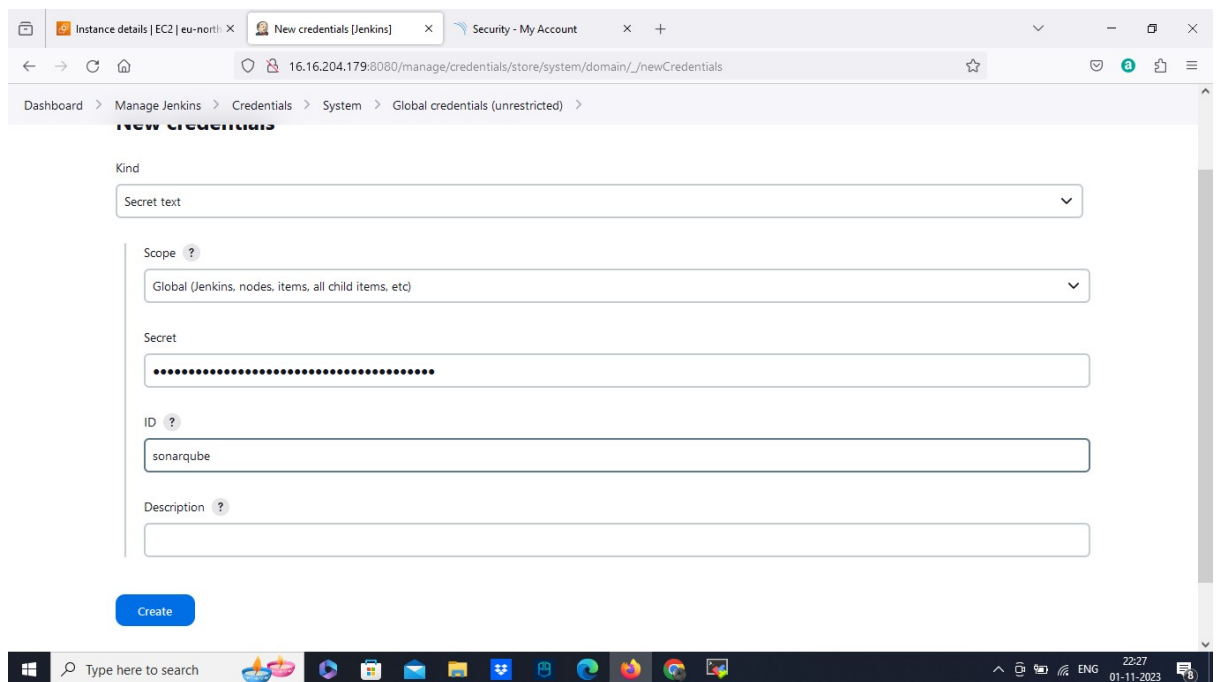 Instance details | EC2 | eu-north
New credentials [Jenkins]
Security - My Account
16.16.204.179:8080/manage/credentials/store/system/domain/_/newCredentials
Dashboard > Manage Jenkins > Credentials > System > Global credentials (unrestricted) >
New credentials
Kind
Secret text
Scope ?
Global (Jenkins, nodes, items, all child items, etc)
Secret
••••••••••••••••••••••••••••••••••••••••
ID ?
sonarqube
Description ?
Create
Type here to search
ENG
22:27
01-11-2023
8